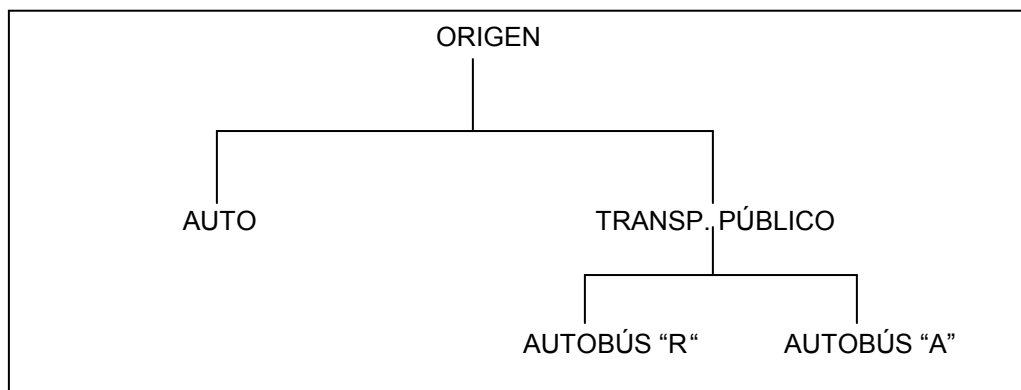 ORIGEN
AUTO
TRANSP. PÚBLICO
AUTOBÚS “R“
AUTOBÚS “A”